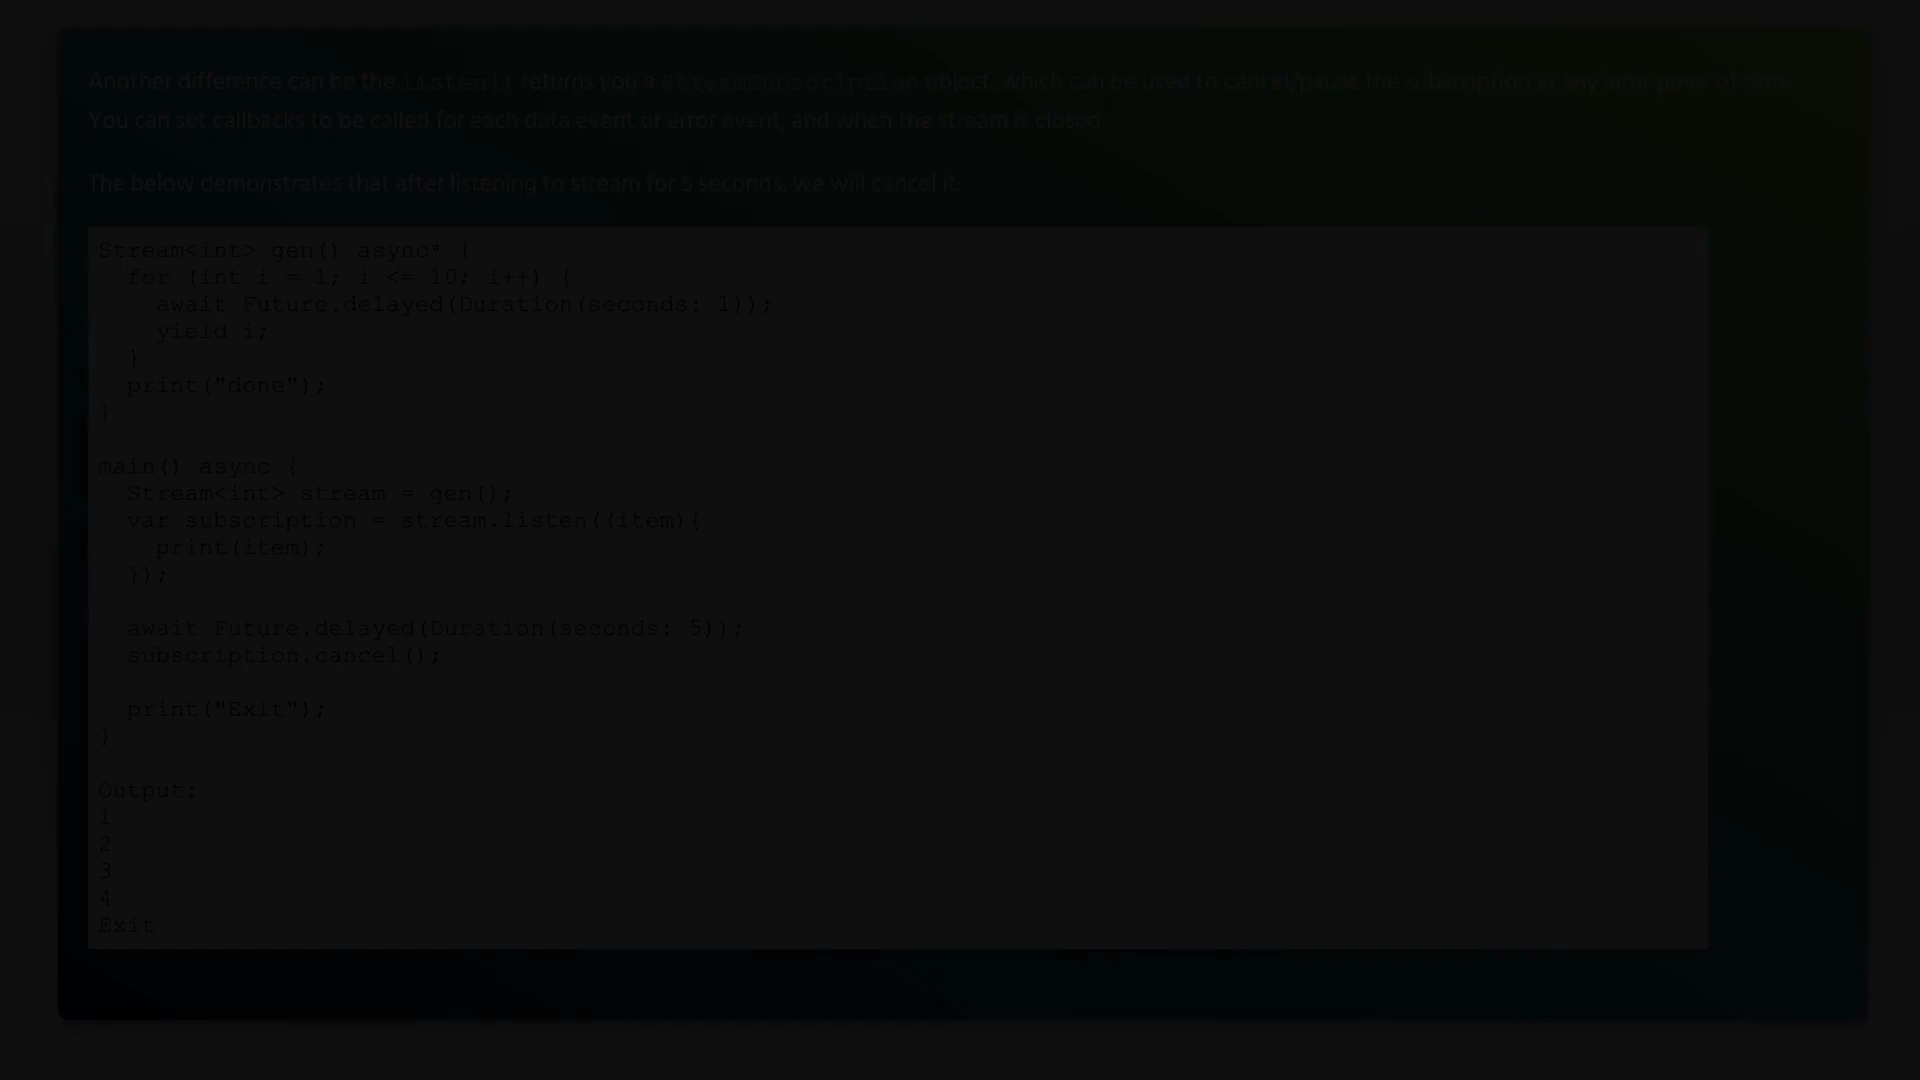 Another difference can be the listen() returns you a StreamSubscription object, which can be used to cancel/pause the subscription at any later point of time.
You can set callbacks to be called for each data event or error event, and when the stream is closed.
The below demonstrates that after listening to stream for 5 seconds, we will cancel it.
Stream<int> gen() async* {
  for (int i = 1; i <= 10; i++) {
    await Future.delayed(Duration(seconds: 1));
    yield i;
  }
  print("done");
}
main() async {
  Stream<int> stream = gen();
  var subscription = stream.listen((item){
    print(item);
  });
  await Future.delayed(Duration(seconds: 5));
  subscription.cancel();
  print("Exit");
}
Output:
1
2
3
4
Exit